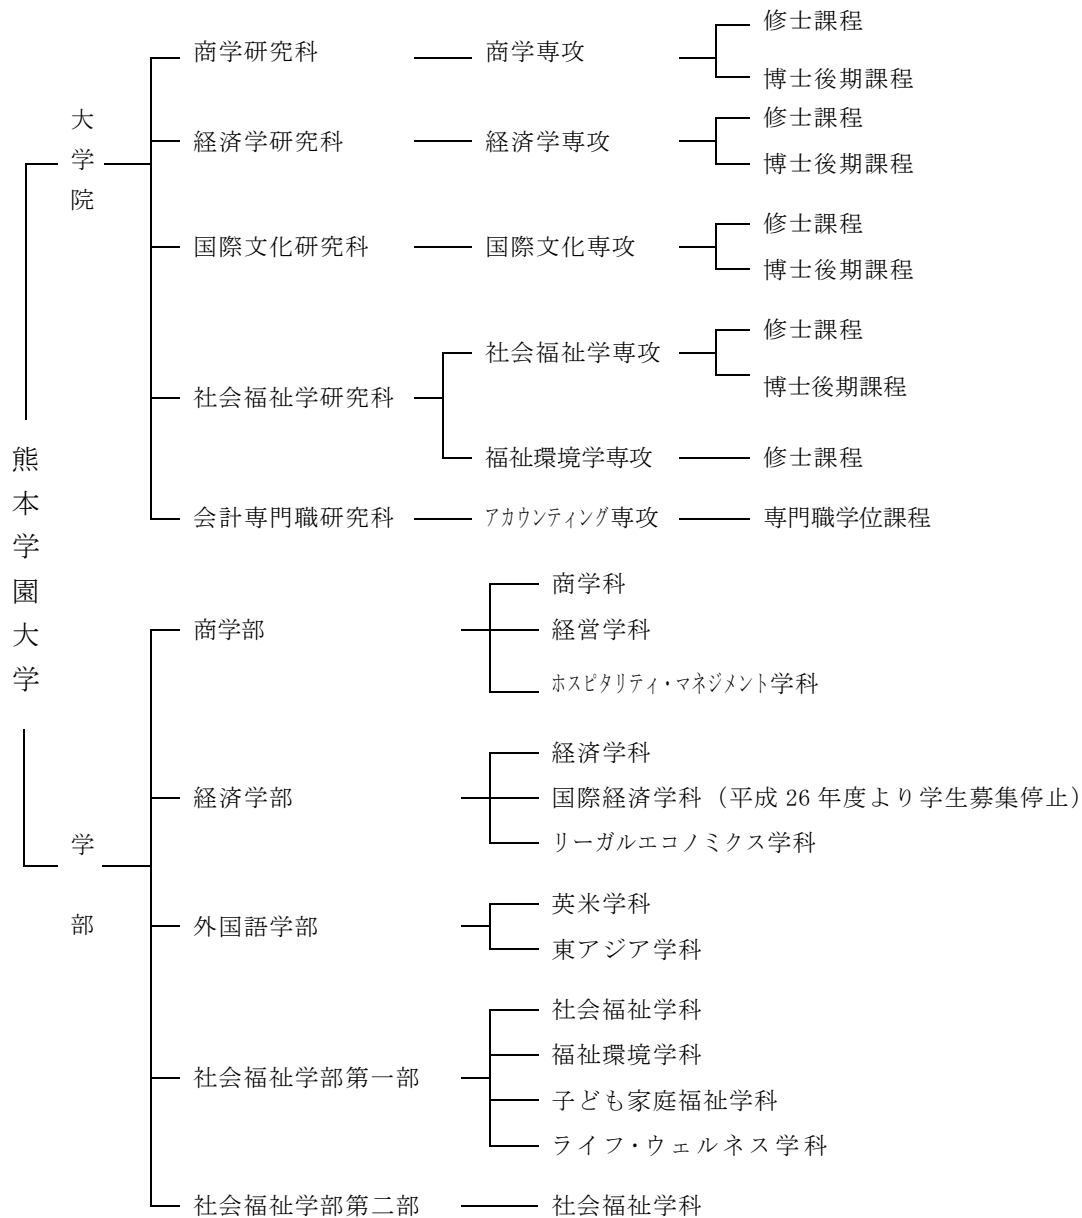 熊本学園大学
大学院
商学研究科 商学専攻 修士課程
博士後期課程
経済学研究科 経済学専攻 修士課程
博士後期課程
国際文化研究科 国際文化専攻 修士課程
博士後期課程
社会福祉学研究科 社会福祉学専攻 修士課程
博士後期課程
福祉環境学専攻 修士課程
会計専門職研究科 アカウンティング専攻 専門職学位課程
学部
商学部 商学科
経営学科
ホスピタリティ・マネジメント学科
経済学部 経済学科
国際経済学科（平成 26 年度より学生募集停止）
リーガルエコノミクス学科
外国語学部 英米学科
東アジア学科
社会福祉学部第一部 社会福祉学科
福祉環境学科
子ども家庭福祉学科
ライフ・ウェルネス学科
社会福祉学部第二部 社会福祉学科